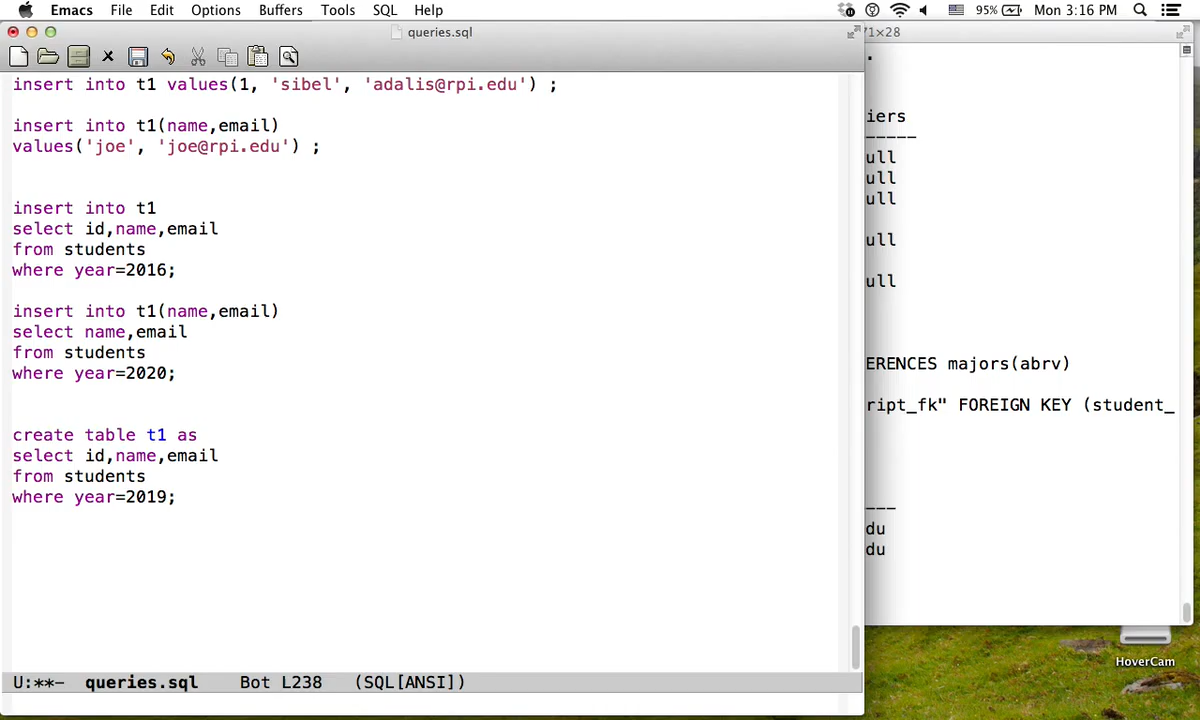 Emacs File Edit Options Buffers Tools SQL Help 95% Mon 3:16 PM
queries.sql
71×28
insert into t1 values(1, 'sibel', 'adalis@rpi.edu') ;
insert into t1(name,email)
values('joe', 'joe@rpi.edu') ;
insert into t1
select id,name,email
from students
where year=2016;
insert into t1(name,email)
select name,email
from students
where year=2020;
create table t1 as
select id,name,email
from students
where year=2019;
U:**- queries.sql Bot L238 (SQL[ANSI])
.
iers
-----
ull
ull
ull
ull
ull
ERENCES majors(abrv)
ript_fk" FOREIGN KEY (student_
---
du
du
HoverCam